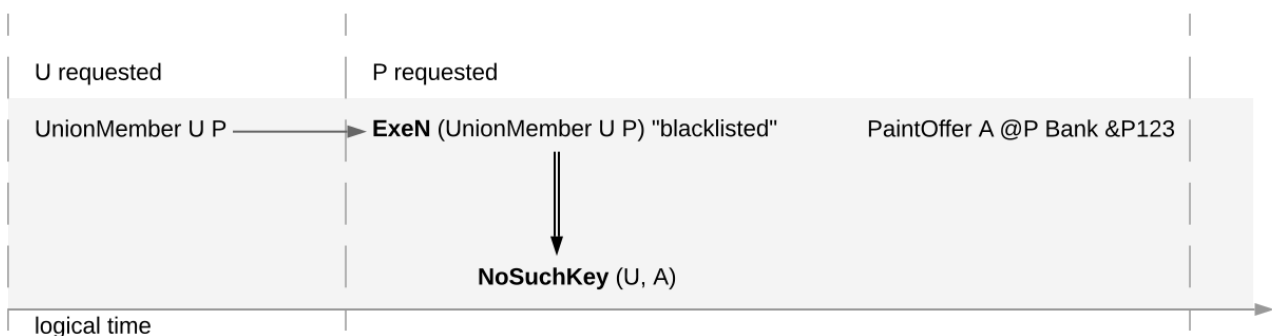 U requested
P requested
UnionMember U P
ExeN (UnionMember U P) "blacklisted"
PaintOffer A @P Bank &P123
NoSuchKey (U, A)
logical time